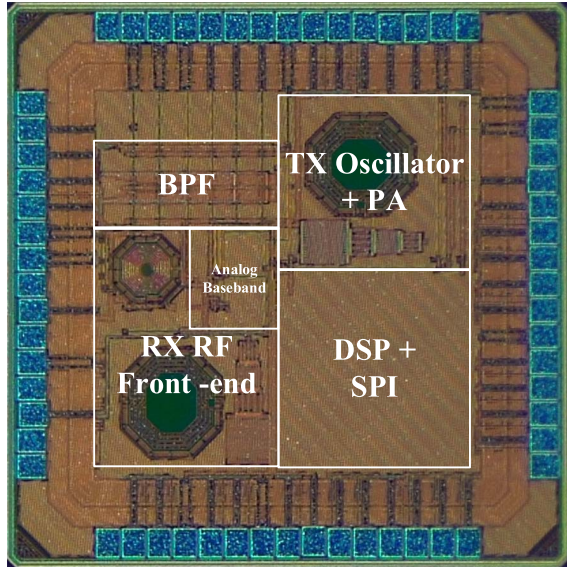 BPF
TX Oscillator
+ PA
Analog
Baseband
RX RF
Front -end
DSP +
SPI